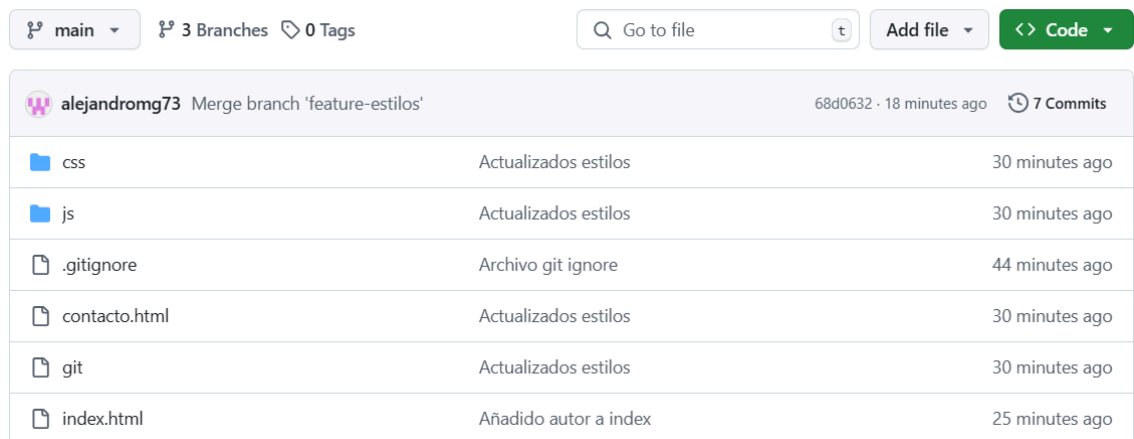 main 3 Branches 0 Tags Go to file t Add file Code
alejandromg73 Merge branch 'feature-estilos' 68d0632 · 18 minutes ago 7 Commits
css Actualizados estilos 30 minutes ago
js Actualizados estilos 30 minutes ago
.gitignore Archivo git ignore 44 minutes ago
contacto.html Actualizados estilos 30 minutes ago
git Actualizados estilos 30 minutes ago
index.html Añadido autor a index 25 minutes ago